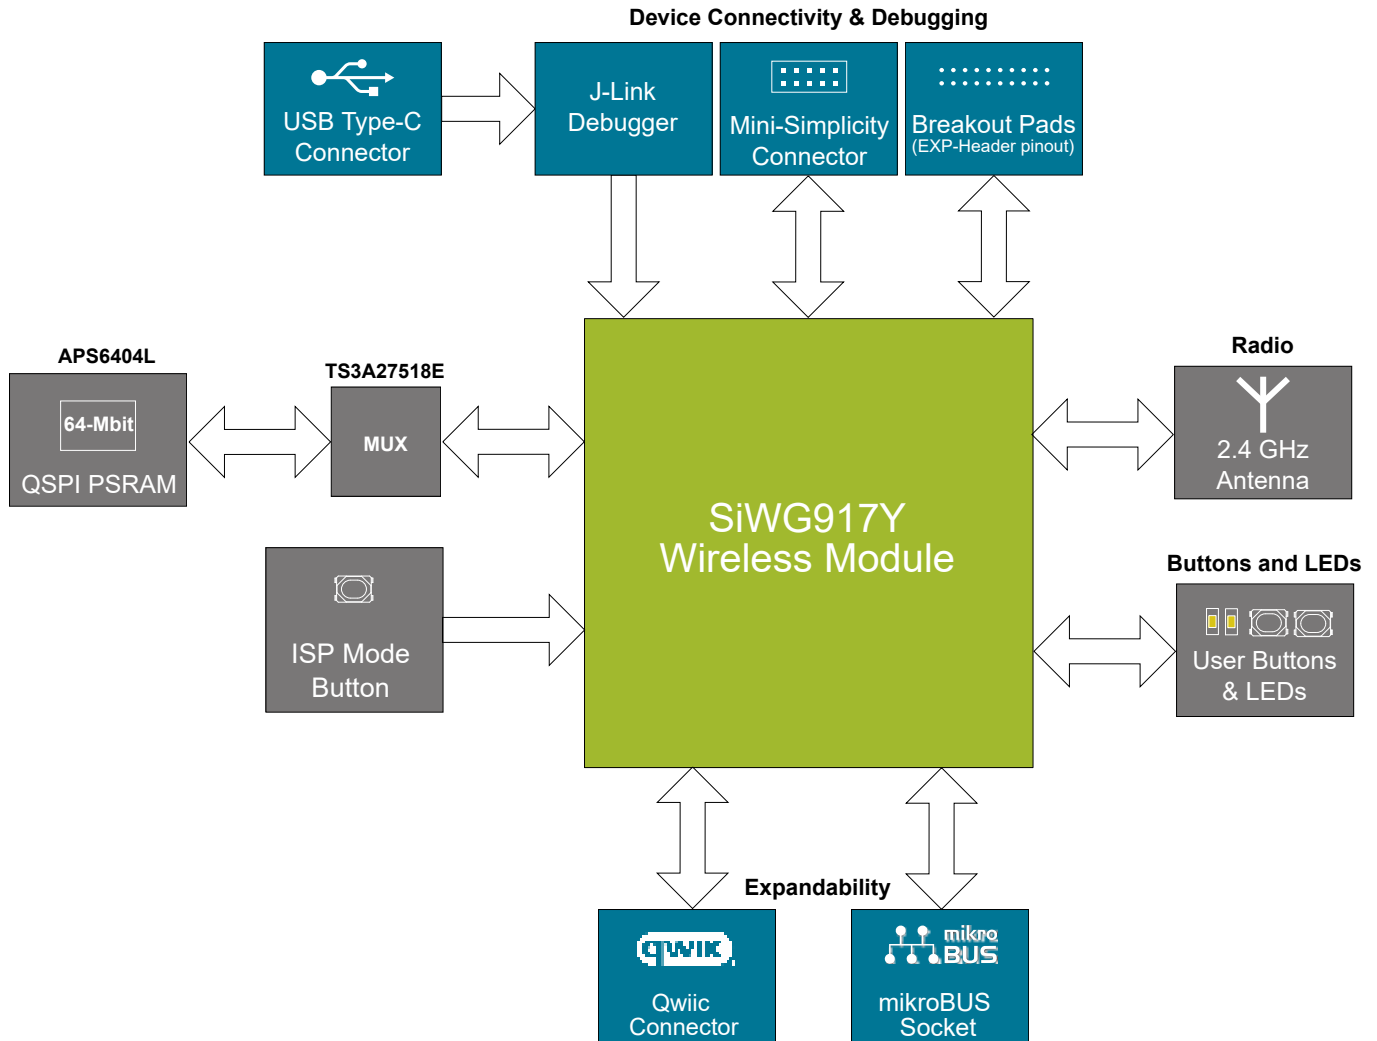 Device Connectivity & Debugging
USB Type-C
Connector
J-Link
Debugger
Mini-Simplicity
Connector
Breakout Pads
(EXP-Header pinout)
APS6404L
64-Mbit
QSPI PSRAM
TS3A27518E
MUX
ISP Mode
Button
SiWG917Y
Wireless Module
Radio
2.4 GHz
Antenna
Buttons and LEDs
User Buttons
& LEDs
Expandability
qwiic
Qwiic
Connector
mikro
BUS
mikroBUS
Socket